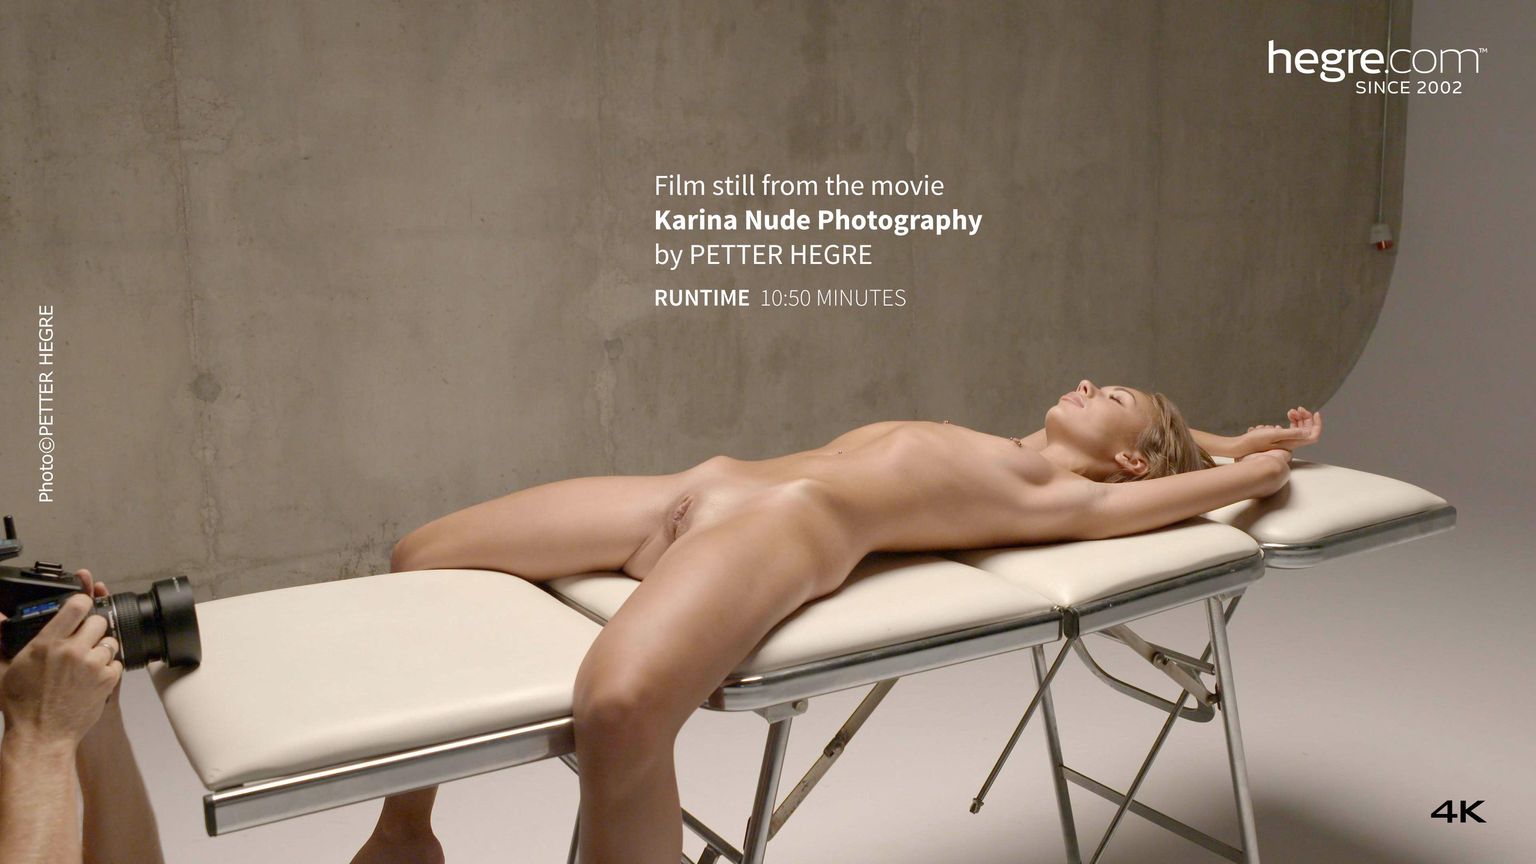 hegre.com™
SINCE 2002
Film still from the movie
Karina Nude Photography
by PETTER HEGRE
RUNTIME 10:50 MINUTES
Photo©PETTER HEGRE
4K